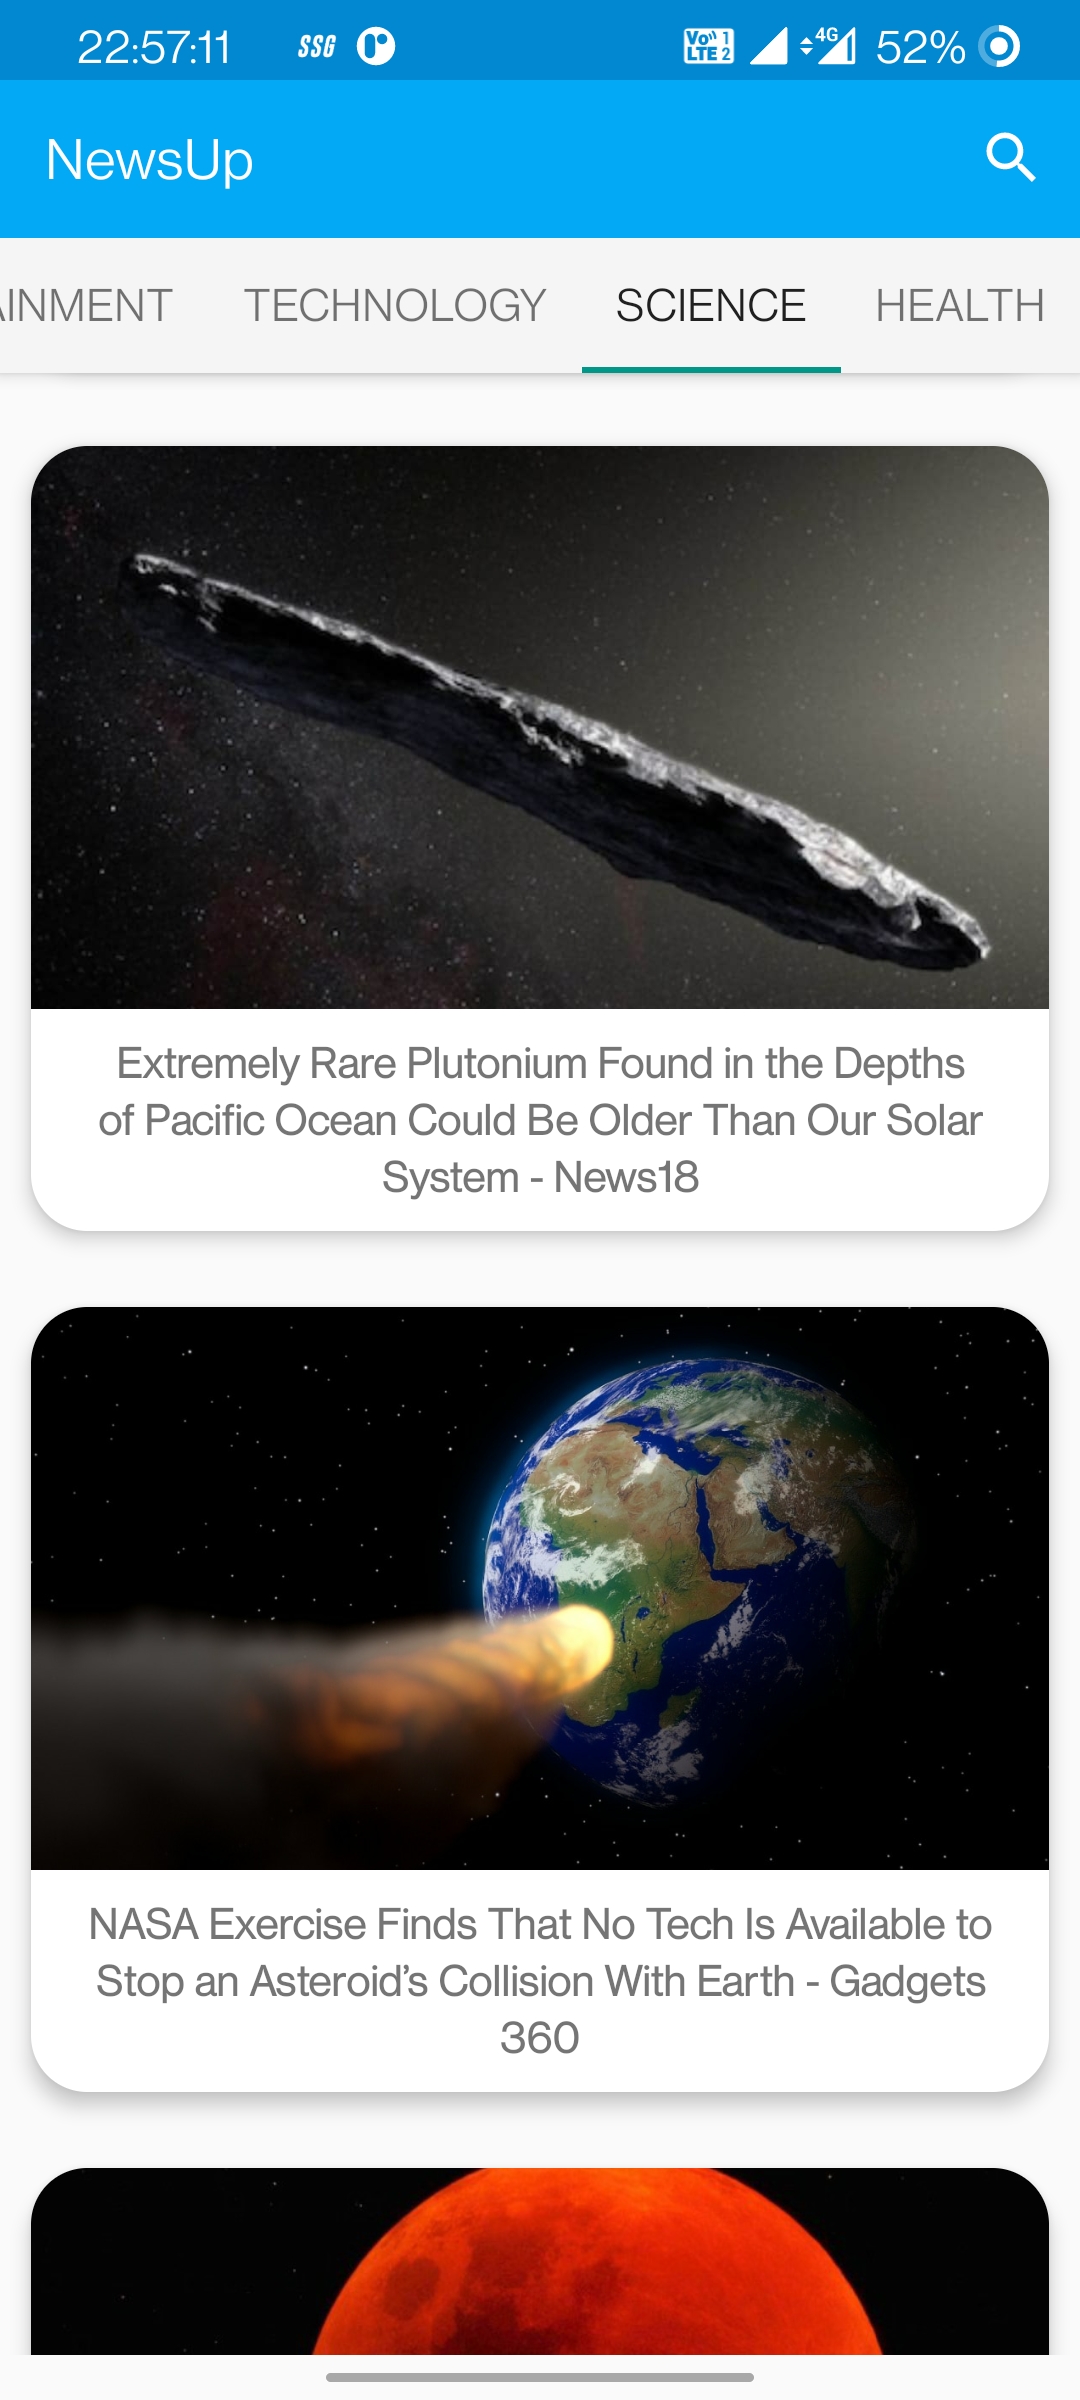 22:57:11 SSG Vo)) 1 LTE 2 4G 52%
NewsUp
AINMENT TECHNOLOGY SCIENCE HEALTH
Extremely Rare Plutonium Found in the Depths
of Pacific Ocean Could Be Older Than Our Solar
System - News18
NASA Exercise Finds That No Tech Is Available to
Stop an Asteroid’s Collision With Earth - Gadgets
360